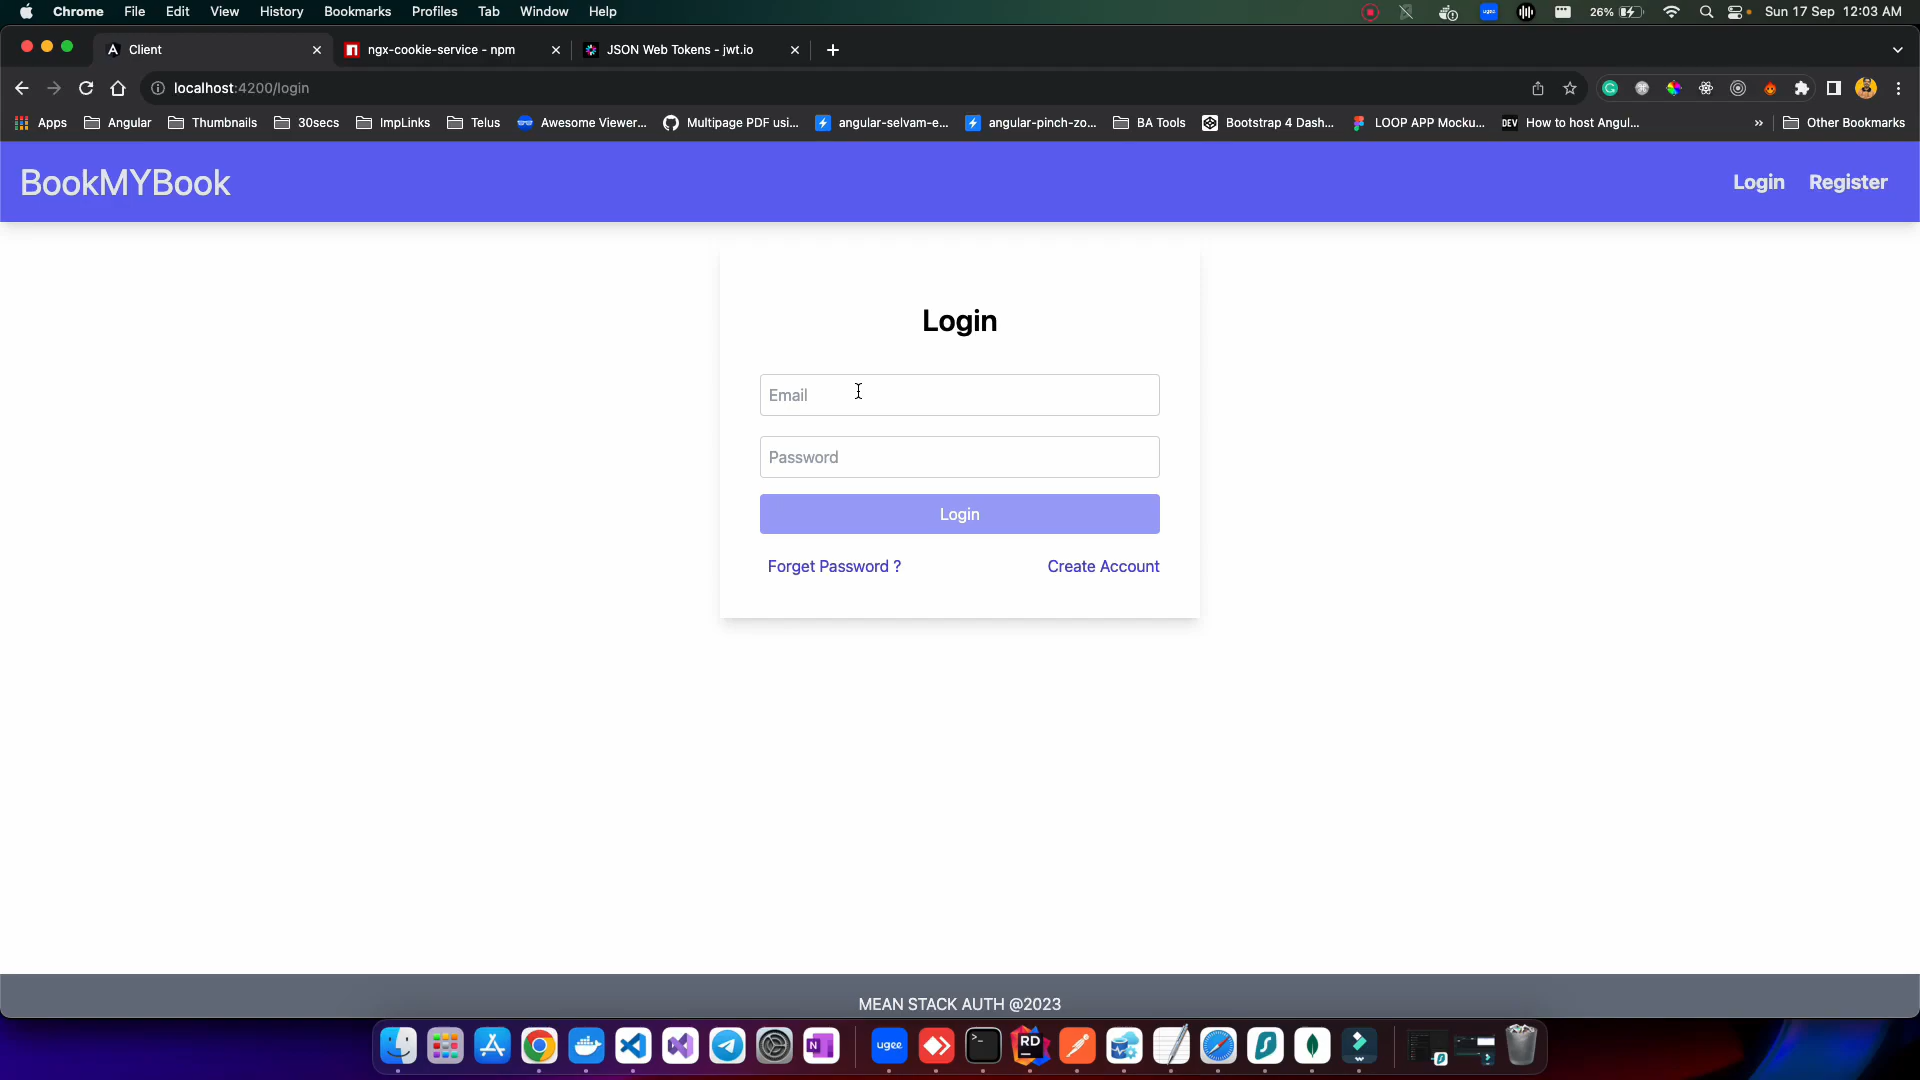 Chrome File Edit View History Bookmarks Profiles Tab Window Help 26% Sun 17 Sep 12:03 AM
Client ngx-cookie-service - npm JSON Web Tokens - jwt.io
localhost:4200/login
Apps Angular Thumbnails 30secs ImpLinks Telus Awesome Viewer... Multipage PDF usi... angular-selvam-e... angular-pinch-zo... BA Tools Bootstrap 4 Dash... LOOP APP Mocku... DEV How to host Angul... » Other Bookmarks
BookMYBook Login Register
Login
Email
Password
Login
Forget Password ? Create Account
MEAN STACK AUTH @2023
ugee RD